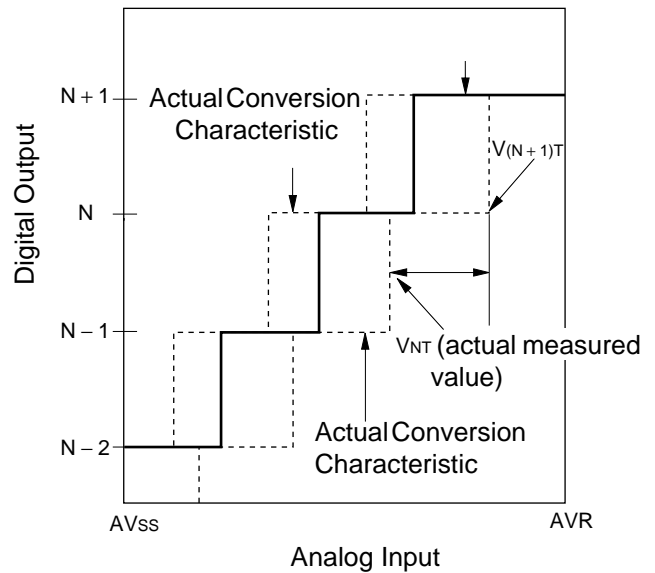 N + 1
Actual Conversion
Characteristic
V(N + 1)T
N
Digital Output
N – 1
VNT (actual measured
value)
Actual Conversion
Characteristic
N – 2
AVSS
AVR
Analog Input